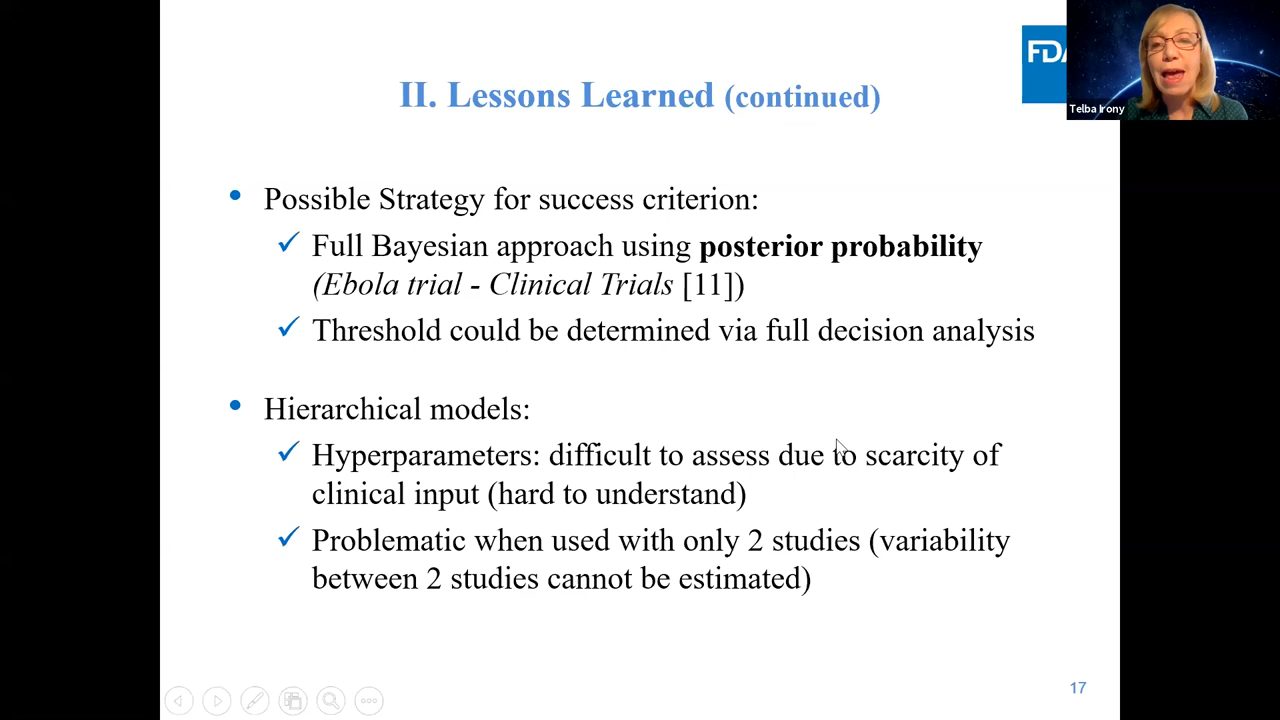 FDA
Telba Irony
II. Lessons Learned (continued)
• Possible Strategy for success criterion:
✓ Full Bayesian approach using posterior probability
(Ebola trial - Clinical Trials [11])
✓ Threshold could be determined via full decision analysis
• Hierarchical models:
✓ Hyperparameters: difficult to assess due to scarcity of
clinical input (hard to understand)
✓ Problematic when used with only 2 studies (variability
between 2 studies cannot be estimated)
17